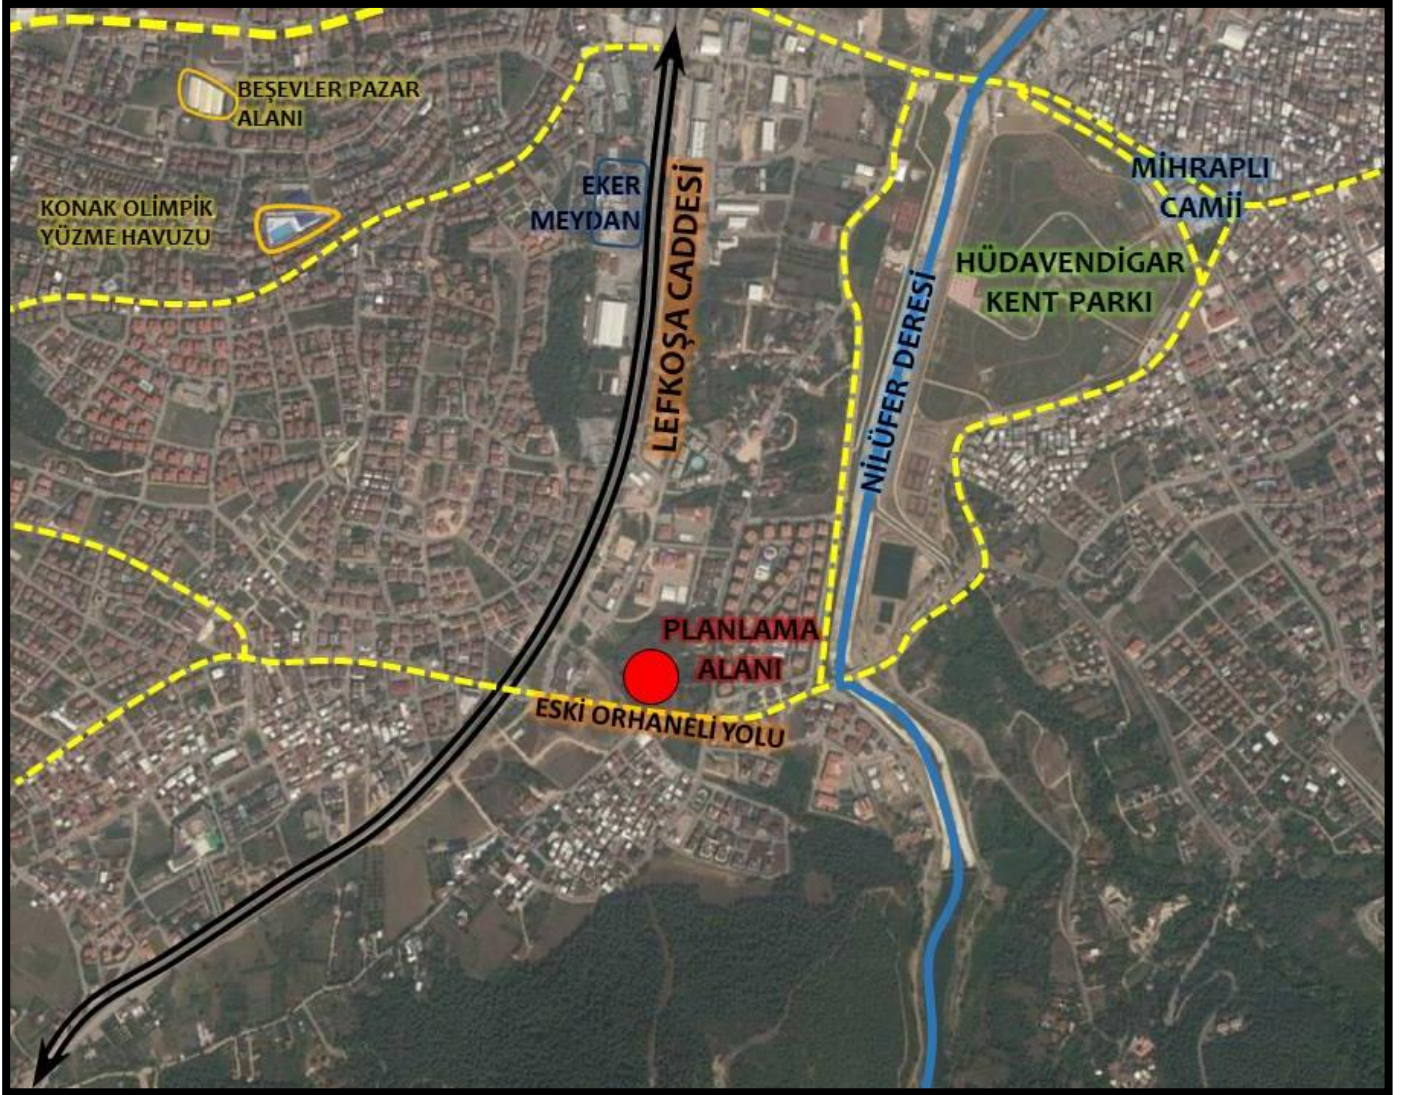 BEŞEVLER PAZAR
ALANI
KONAK OLİMPİK
YÜZME HAVUZU
EKER
MEYDAN
LEFKOŞA CADDESİ
MİHRAPLI
CAMİİ
HÜDAVENDİGAR
KENT PARKI
NİLÜFER DERESİ
PLANLAMA
ALANI
ESKİ ORHANELİ YOLU